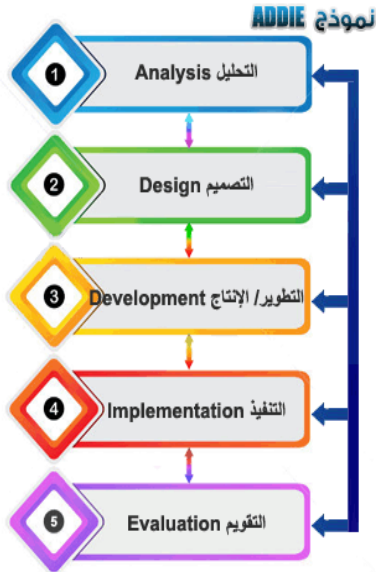 نموذج ADDIE
1
التحليل Analysis
2
التصميم Design
3
التطوير/ الإنتاج Development
4
التنفيذ Implementation
5
التقويم Evaluation